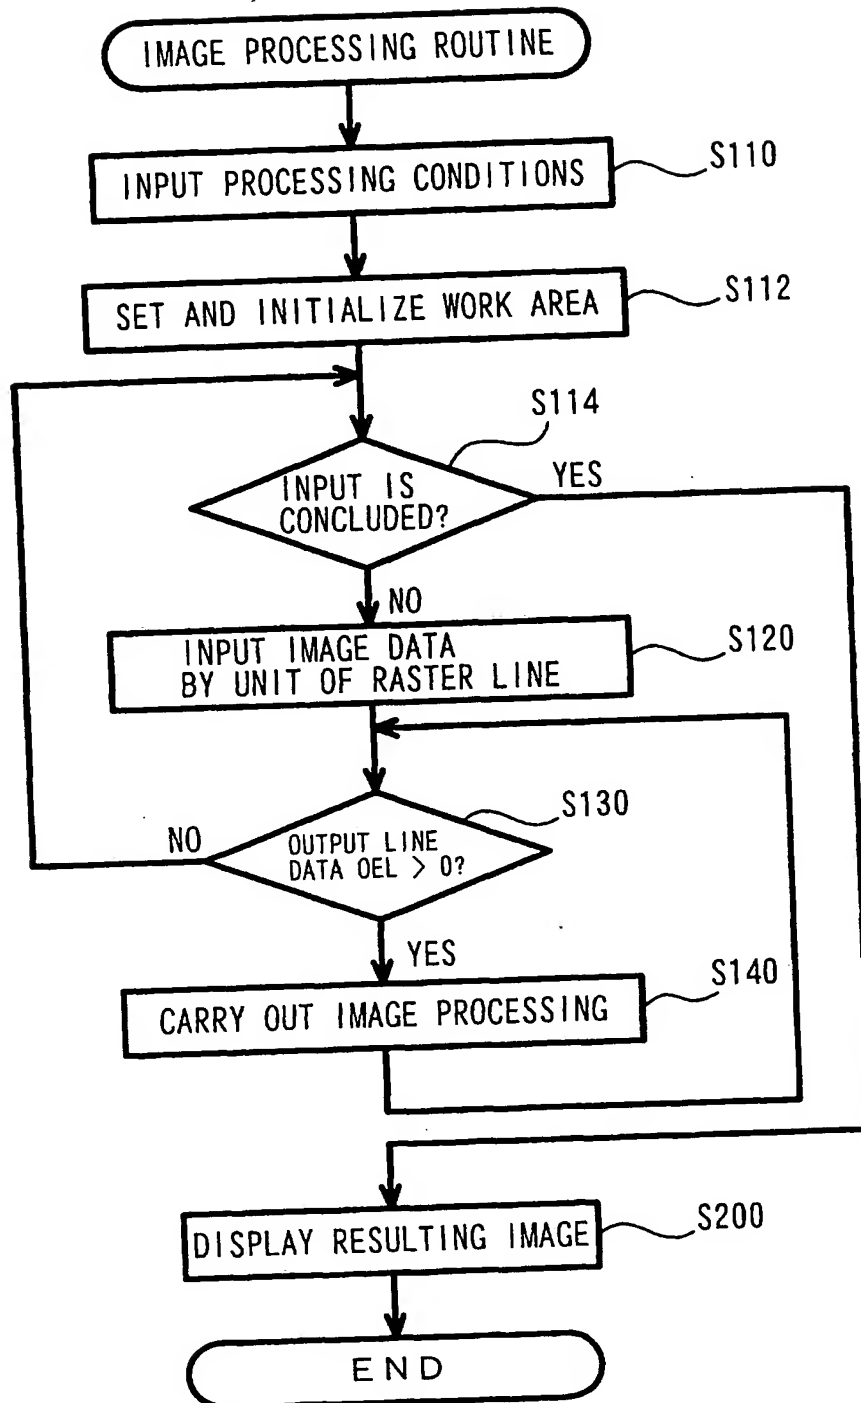 IMAGE PROCESSING ROUTINE
INPUT PROCESSING CONDITIONS
S110
SET AND INITIALIZE WORK AREA
S112
S114
INPUT IS
CONCLUDED?
YES
NO
INPUT IMAGE DATA
BY UNIT OF RASTER LINE
S120
S130
NO
OUTPUT LINE
DATA OEL > 0?
YES
S140
CARRY OUT IMAGE PROCESSING
S200
DISPLAY RESULTING IMAGE
END